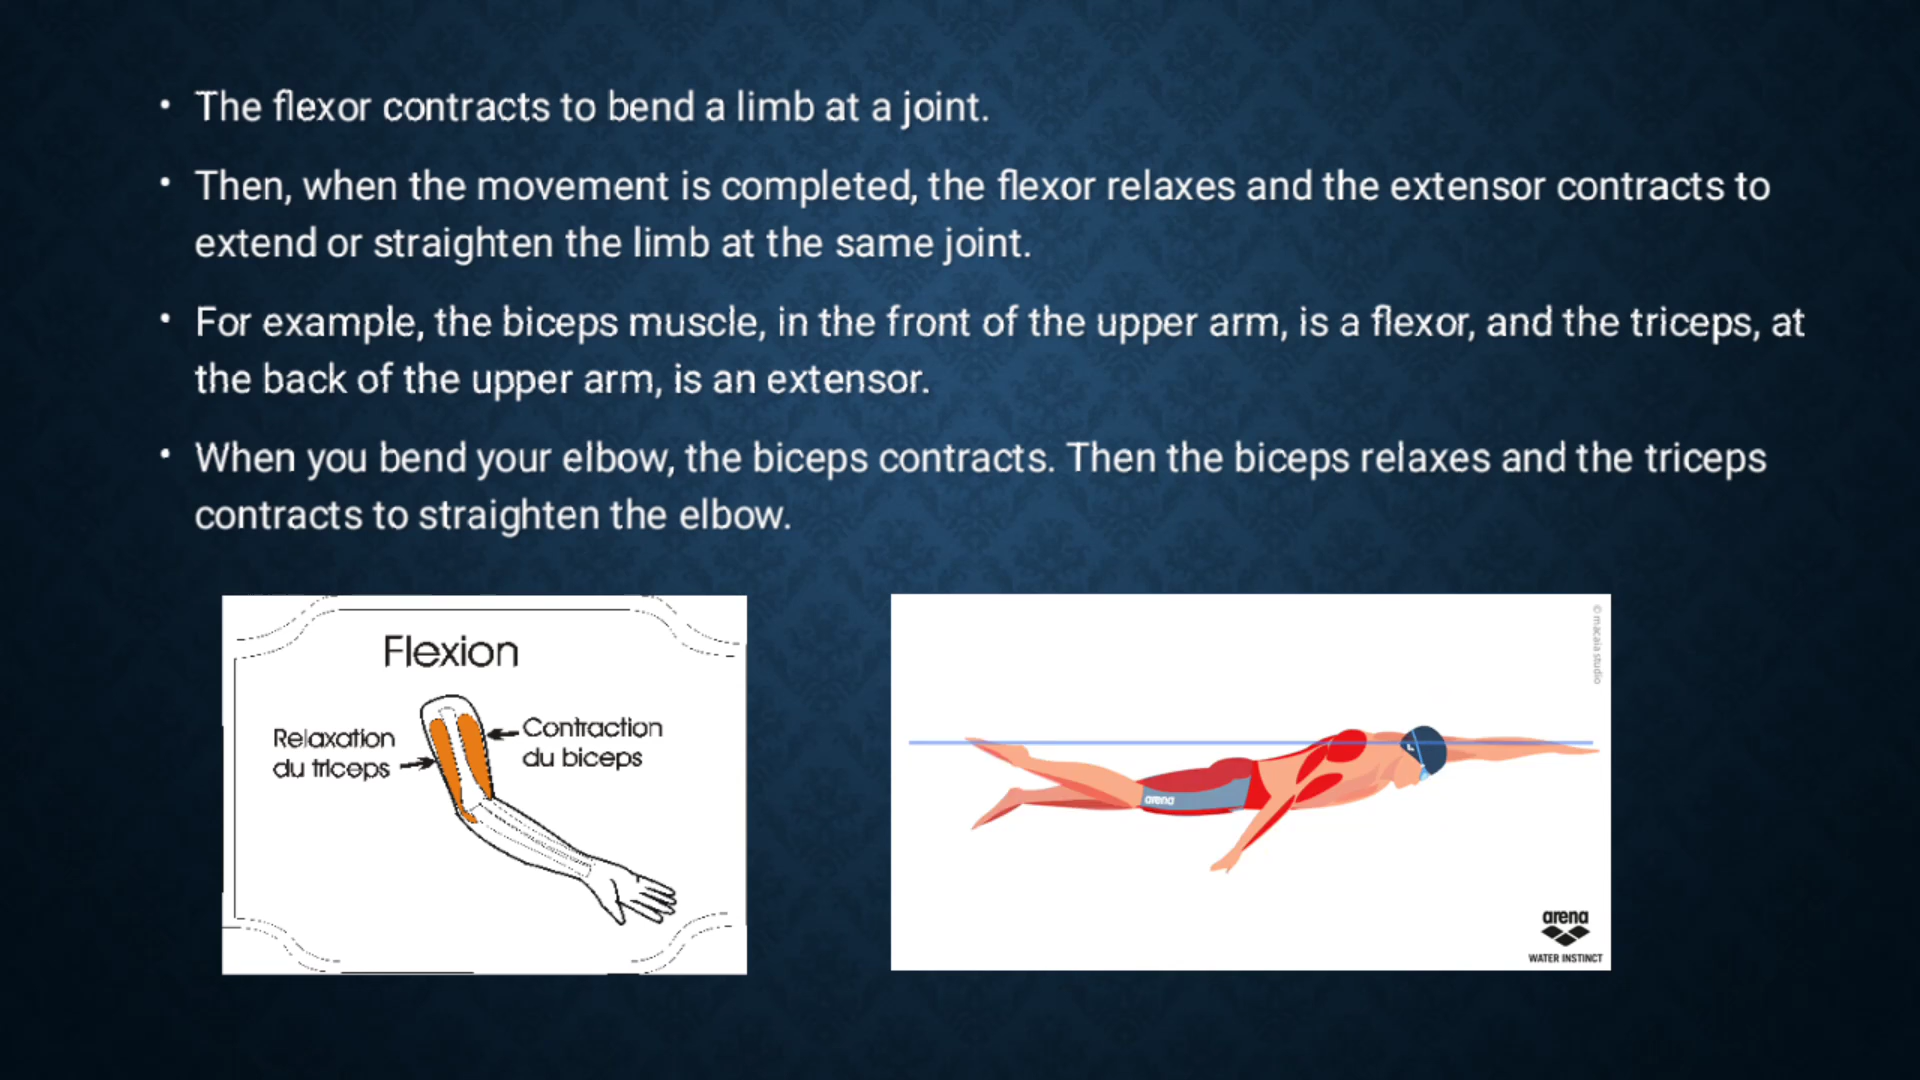 • The flexor contracts to bend a limb at a joint.
• Then, when the movement is completed, the flexor relaxes and the extensor contracts to
extend or straighten the limb at the same joint.
• For example, the biceps muscle, in the front of the upper arm, is a flexor, and the triceps, at
the back of the upper arm, is an extensor.
• When you bend your elbow, the biceps contracts. Then the biceps relaxes and the triceps
contracts to straighten the elbow.
Flexion
Relaxation
du triceps
Contraction
du biceps
© macaia studio
arena
arena
WATER INSTINCT